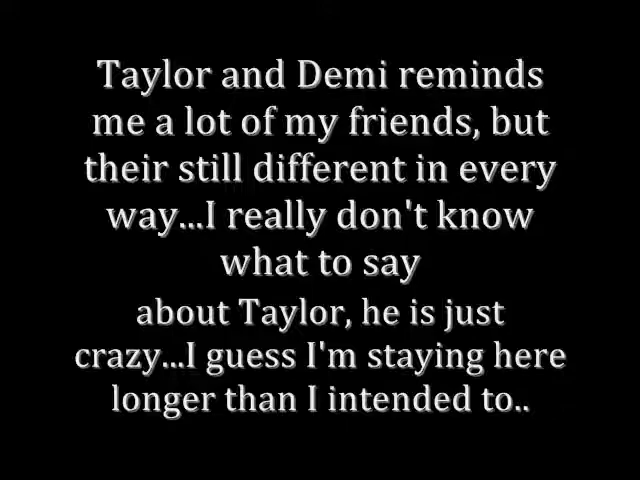 Taylor and Demi reminds
me a lot of my friends, but
their still different in every
way...I really don't know
what to say
about Taylor, he is just
crazy...I guess I'm staying here
longer than I intended to..